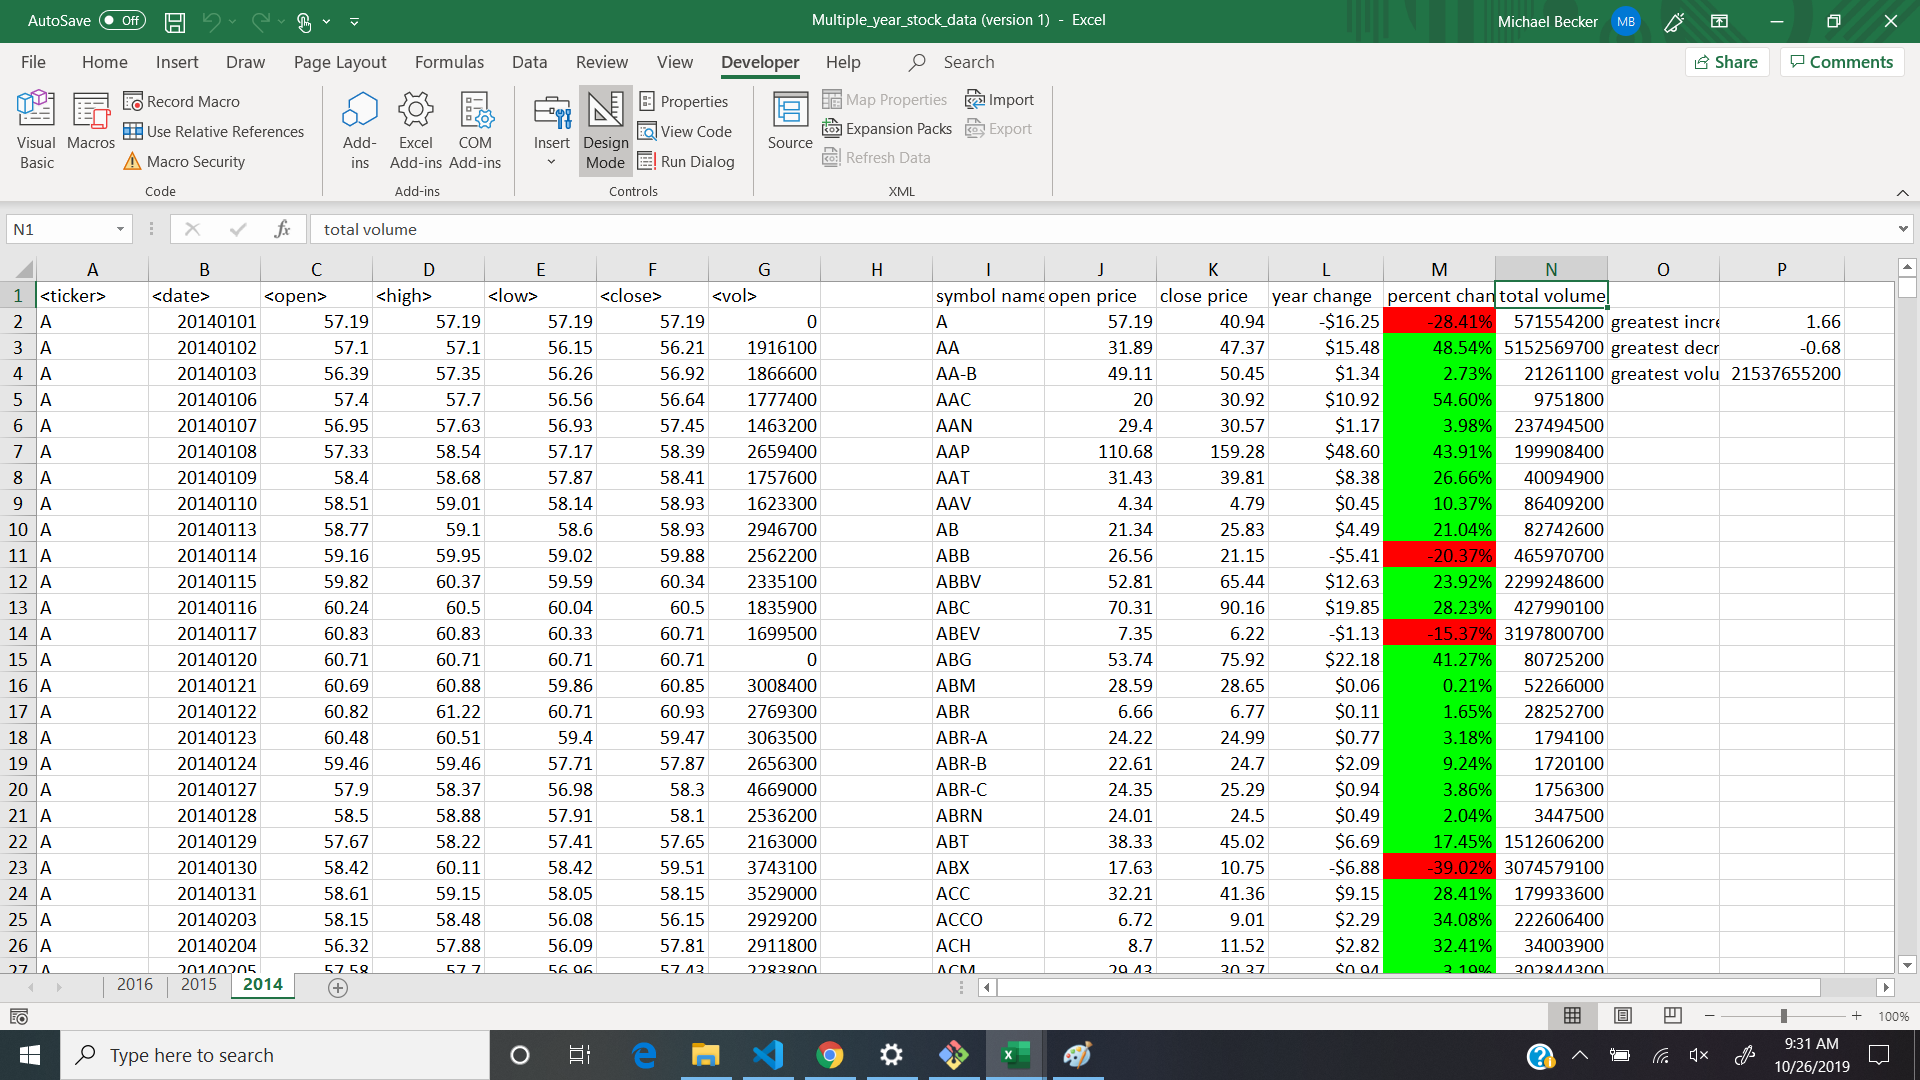 AutoSave Off Multiple_year_stock_data (version 1) - Excel Michael Becker MB
File Home Insert Draw Page Layout Formulas Data Review View Developer Help Search Share Comments
Visual Basic Macros Record Macro Use Relative References Macro Security Code
Add-ins Excel Add-ins COM Add-ins Add-ins
Insert Design Mode Properties View Code Run Dialog Controls
Source Map Properties Expansion Packs Refresh Data Import Export XML
N1 fx total volume
A B C D E F G H I J K L M N O P
1 <ticker> <date> <open> <high> <low> <close> <vol> symbol name open price close price year change percent chan total volume
2 A 20140101 57.19 57.19 57.19 57.19 0 A 57.19 40.94 -$16.25 -28.41% 571554200 greatest incre 1.66
3 A 20140102 57.1 57.1 56.15 56.21 1916100 AA 31.89 47.37 $15.48 48.54% 5152569700 greatest decr -0.68
4 A 20140103 56.39 57.35 56.26 56.92 1866600 AA-B 49.11 50.45 $1.34 2.73% 21261100 greatest volu 21537655200
5 A 20140106 57.4 57.7 56.56 56.64 1777400 AAC 20 30.92 $10.92 54.60% 9751800
6 A 20140107 56.95 57.63 56.93 57.45 1463200 AAN 29.4 30.57 $1.17 3.98% 237494500
7 A 20140108 57.33 58.54 57.17 58.39 2659400 AAP 110.68 159.28 $48.60 43.91% 199908400
8 A 20140109 58.4 58.68 57.87 58.41 1757600 AAT 31.43 39.81 $8.38 26.66% 40094900
9 A 20140110 58.51 59.01 58.14 58.93 1623300 AAV 4.34 4.79 $0.45 10.37% 86409200
10 A 20140113 58.77 59.1 58.6 58.93 2946700 AB 21.34 25.83 $4.49 21.04% 82742600
11 A 20140114 59.16 59.95 59.02 59.88 2562200 ABB 26.56 21.15 -$5.41 -20.37% 465970700
12 A 20140115 59.82 60.37 59.59 60.34 2335100 ABBV 52.81 65.44 $12.63 23.92% 2299248600
13 A 20140116 60.24 60.5 60.04 60.5 1835900 ABC 70.31 90.16 $19.85 28.23% 427990100
14 A 20140117 60.83 60.83 60.33 60.71 1699500 ABEV 7.35 6.22 -$1.13 -15.37% 3197800700
15 A 20140120 60.71 60.71 60.71 60.71 0 ABG 53.74 75.92 $22.18 41.27% 80725200
16 A 20140121 60.69 60.88 59.86 60.85 3008400 ABM 28.59 28.65 $0.06 0.21% 52266000
17 A 20140122 60.82 61.22 60.71 60.93 2769300 ABR 6.66 6.77 $0.11 1.65% 28252700
18 A 20140123 60.48 60.51 59.4 59.47 3063500 ABR-A 24.22 24.99 $0.77 3.18% 1794100
19 A 20140124 59.46 59.46 57.71 57.87 2656300 ABR-B 22.61 24.7 $2.09 9.24% 1720100
20 A 20140127 57.9 58.37 56.98 58.3 4669000 ABR-C 24.35 25.29 $0.94 3.86% 1756300
21 A 20140128 58.5 58.88 57.91 58.1 2536200 ABRN 24.01 24.5 $0.49 2.04% 3447500
22 A 20140129 57.67 58.22 57.41 57.65 2163000 ABT 38.33 45.02 $6.69 17.45% 1512606200
23 A 20140130 58.42 60.11 58.42 59.51 3743100 ABX 17.63 10.75 -$6.88 -39.02% 3074579100
24 A 20140131 58.61 59.15 58.05 58.15 3529000 ACC 32.21 41.36 $9.15 28.41% 179933600
25 A 20140203 58.15 58.48 56.08 56.15 2929200 ACCO 6.72 9.01 $2.29 34.08% 222606400
26 A 20140204 56.32 57.88 56.09 57.81 2911800 ACH 8.7 11.52 $2.82 32.41% 34003900
27 A 20140205 57.58 57.7 56.96 57.43 2283800 ACM 29.43 30.37 $0.94 3.19% 302844300
2016 2015 2014
100%
Type here to search 9:31 AM
10/26/2019